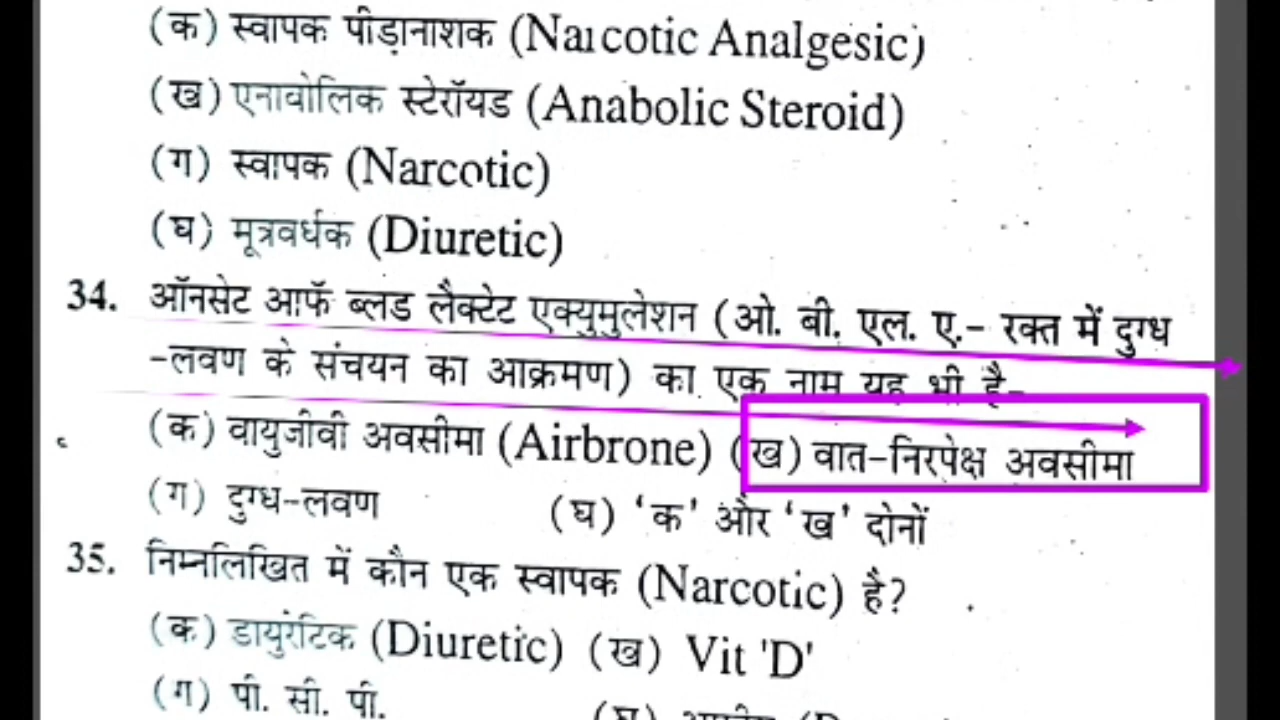 (क) स्वापक पीड़ानाशक (Narcotic Analgesic)
(ख) एनावोलिक स्टेरॉयड (Anabolic Steroid)
(ग) स्वापक (Narcotic)
(घ) मूत्रवर्धक (Diuretic)
34. ऑनसेट आफॅ ब्लड लैक्टेट एक्युमुलेशन (ओ. बी. एल. ए.- रक्त में दुग्ध
-लवण के संचयन का आक्रमण) का एक नाम यह भी है-
(क) वायुजीवी अवसीमा (Airbrone) (ख) वात-निरपेक्ष अवसीमा
(ग) दुग्ध-लवण (घ) 'क' और 'ख' दोनों
35. निम्नलिखित में कौन एक स्वापक (Narcotic) है?
(क) डायुरेटिक (Diuretic) (ख) Vit 'D'
(ग) पी. सी. पी. (घ)